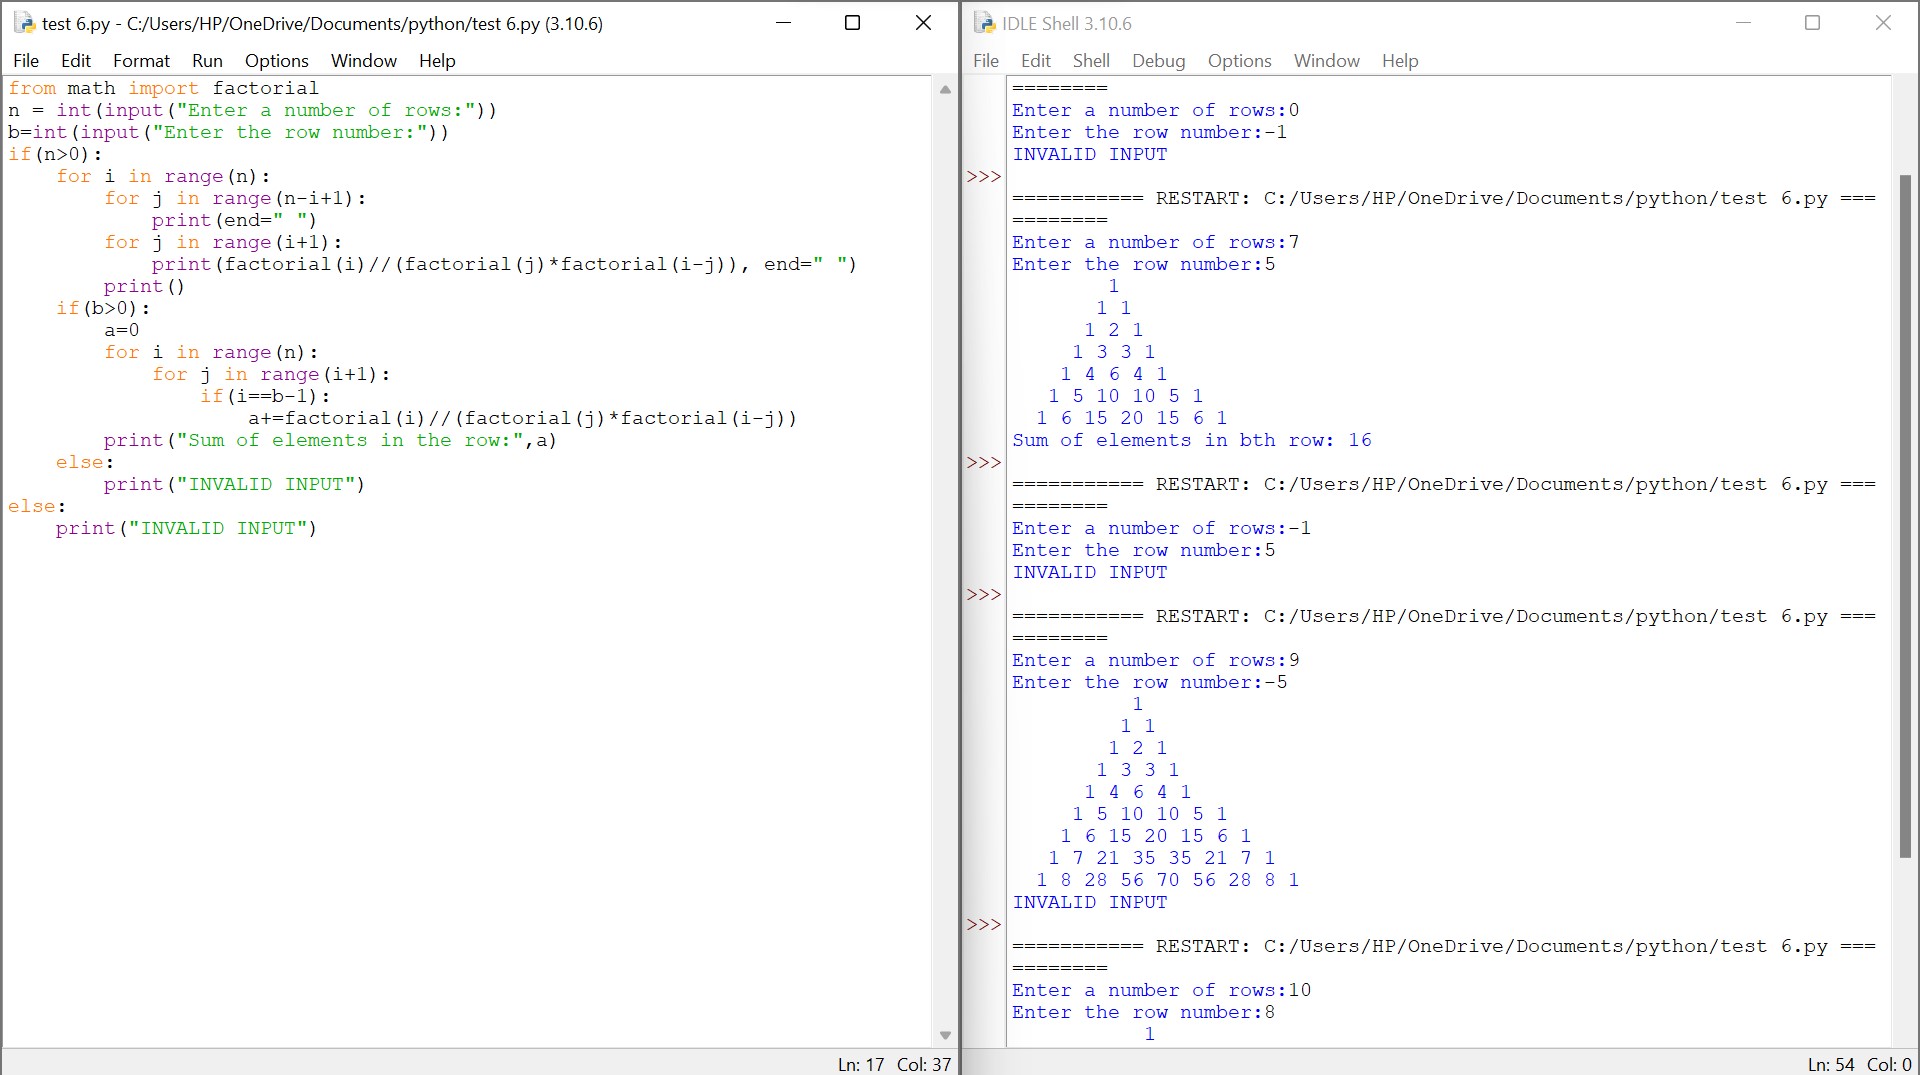 test 6.py - C:/Users/HP/OneDrive/Documents/python/test 6.py (3.10.6)
File Edit Format Run Options Window Help
from math import factorial
n = int(input("Enter a number of rows:"))
b=int(input("Enter the row number:"))
if(n>0):
    for i in range(n):
        for j in range(n-i+1):
            print(end=" ")
        for j in range(i+1):
            print(factorial(i)//(factorial(j)*factorial(i-j)), end=" ")
        print()
    if(b>0):
        a=0
        for i in range(n):
            for j in range(i+1):
                if(i==b-1):
                    a+=factorial(i)//(factorial(j)*factorial(i-j))
        print("Sum of elements in the row:",a)
    else:
        print("INVALID INPUT")
else:
    print("INVALID INPUT")
Ln: 17 Col: 37
IDLE Shell 3.10.6
File Edit Shell Debug Options Window Help
========
Enter a number of rows:0
Enter the row number:-1
INVALID INPUT
>>>
=========== RESTART: C:/Users/HP/OneDrive/Documents/python/test 6.py ===
========
Enter a number of rows:7
Enter the row number:5
        1
       1 1
      1 2 1
     1 3 3 1
    1 4 6 4 1
   1 5 10 10 5 1
  1 6 15 20 15 6 1
Sum of elements in bth row: 16
>>>
=========== RESTART: C:/Users/HP/OneDrive/Documents/python/test 6.py ===
========
Enter a number of rows:-1
Enter the row number:5
INVALID INPUT
>>>
=========== RESTART: C:/Users/HP/OneDrive/Documents/python/test 6.py ===
========
Enter a number of rows:9
Enter the row number:-5
          1
         1 1
        1 2 1
       1 3 3 1
      1 4 6 4 1
     1 5 10 10 5 1
    1 6 15 20 15 6 1
   1 7 21 35 35 21 7 1
  1 8 28 56 70 56 28 8 1
INVALID INPUT
>>>
=========== RESTART: C:/Users/HP/OneDrive/Documents/python/test 6.py ===
========
Enter a number of rows:10
Enter the row number:8
           1
Ln: 54 Col: 0